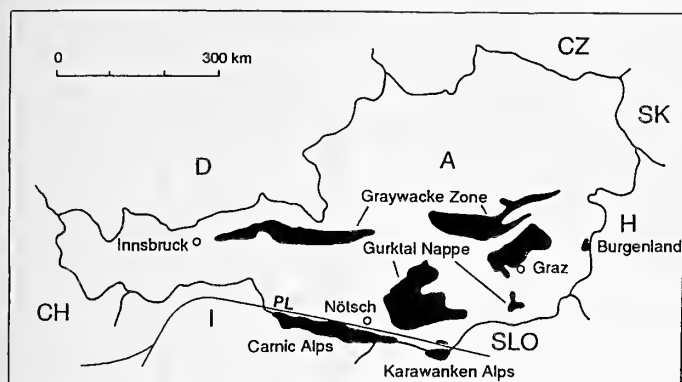 0 300 km
CZ
SK
D
A
Graywacke Zone
H
Innsbruck
Gurktal Nappe
Burgenland
Graz
CH
I
PL
Nötsch
SLO
Carnic Alps
Karawanken Alps